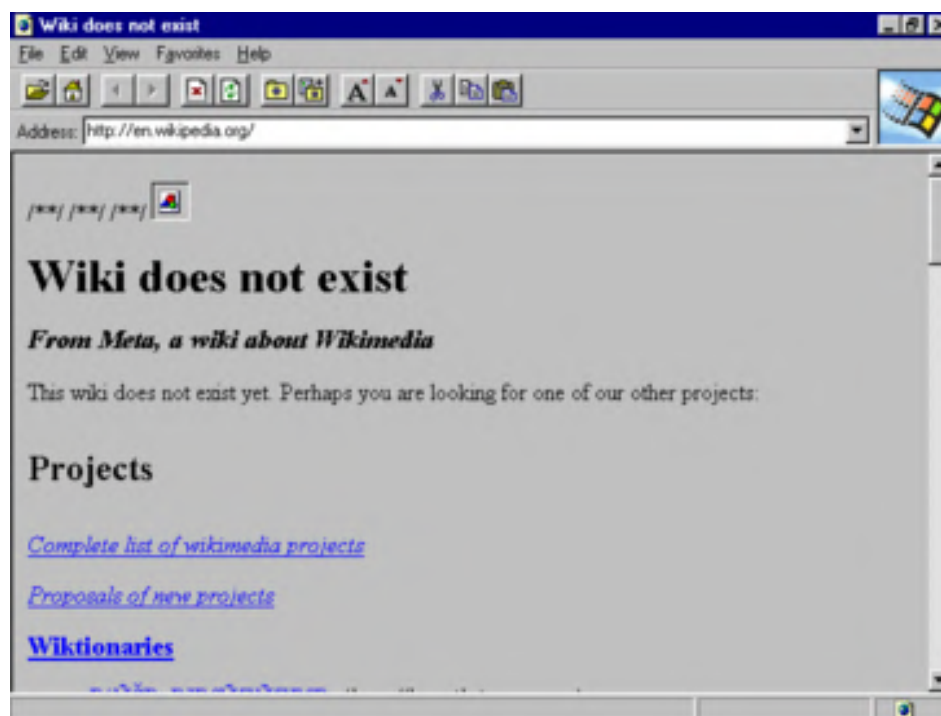 Wiki does not exist
File Edit View Favorites Help
A A
Address: http://en.wikipedia.org/
/**/ /**/ /**/
Wiki does not exist
From Meta, a wiki about Wikimedia
This wiki does not exist yet. Perhaps you are looking for one of our other projects:
Projects
Complete list of wikimedia projects
Proposals of new projects
Wiktionaries